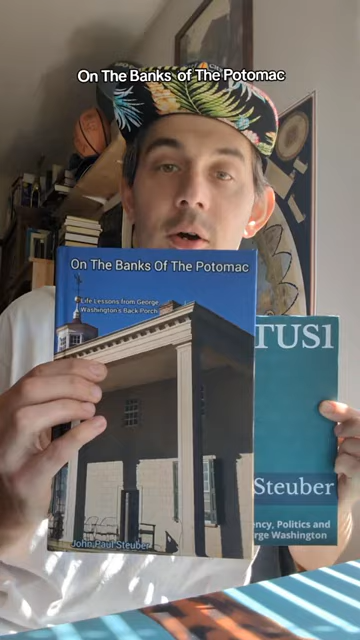 On The Banks of The Potomac
On The Banks Of The Potomac
Life Lessons from George
Washington's Back Porch
John Paul Steuber
TUS1
Steuber
ency, Politics and
rge Washington